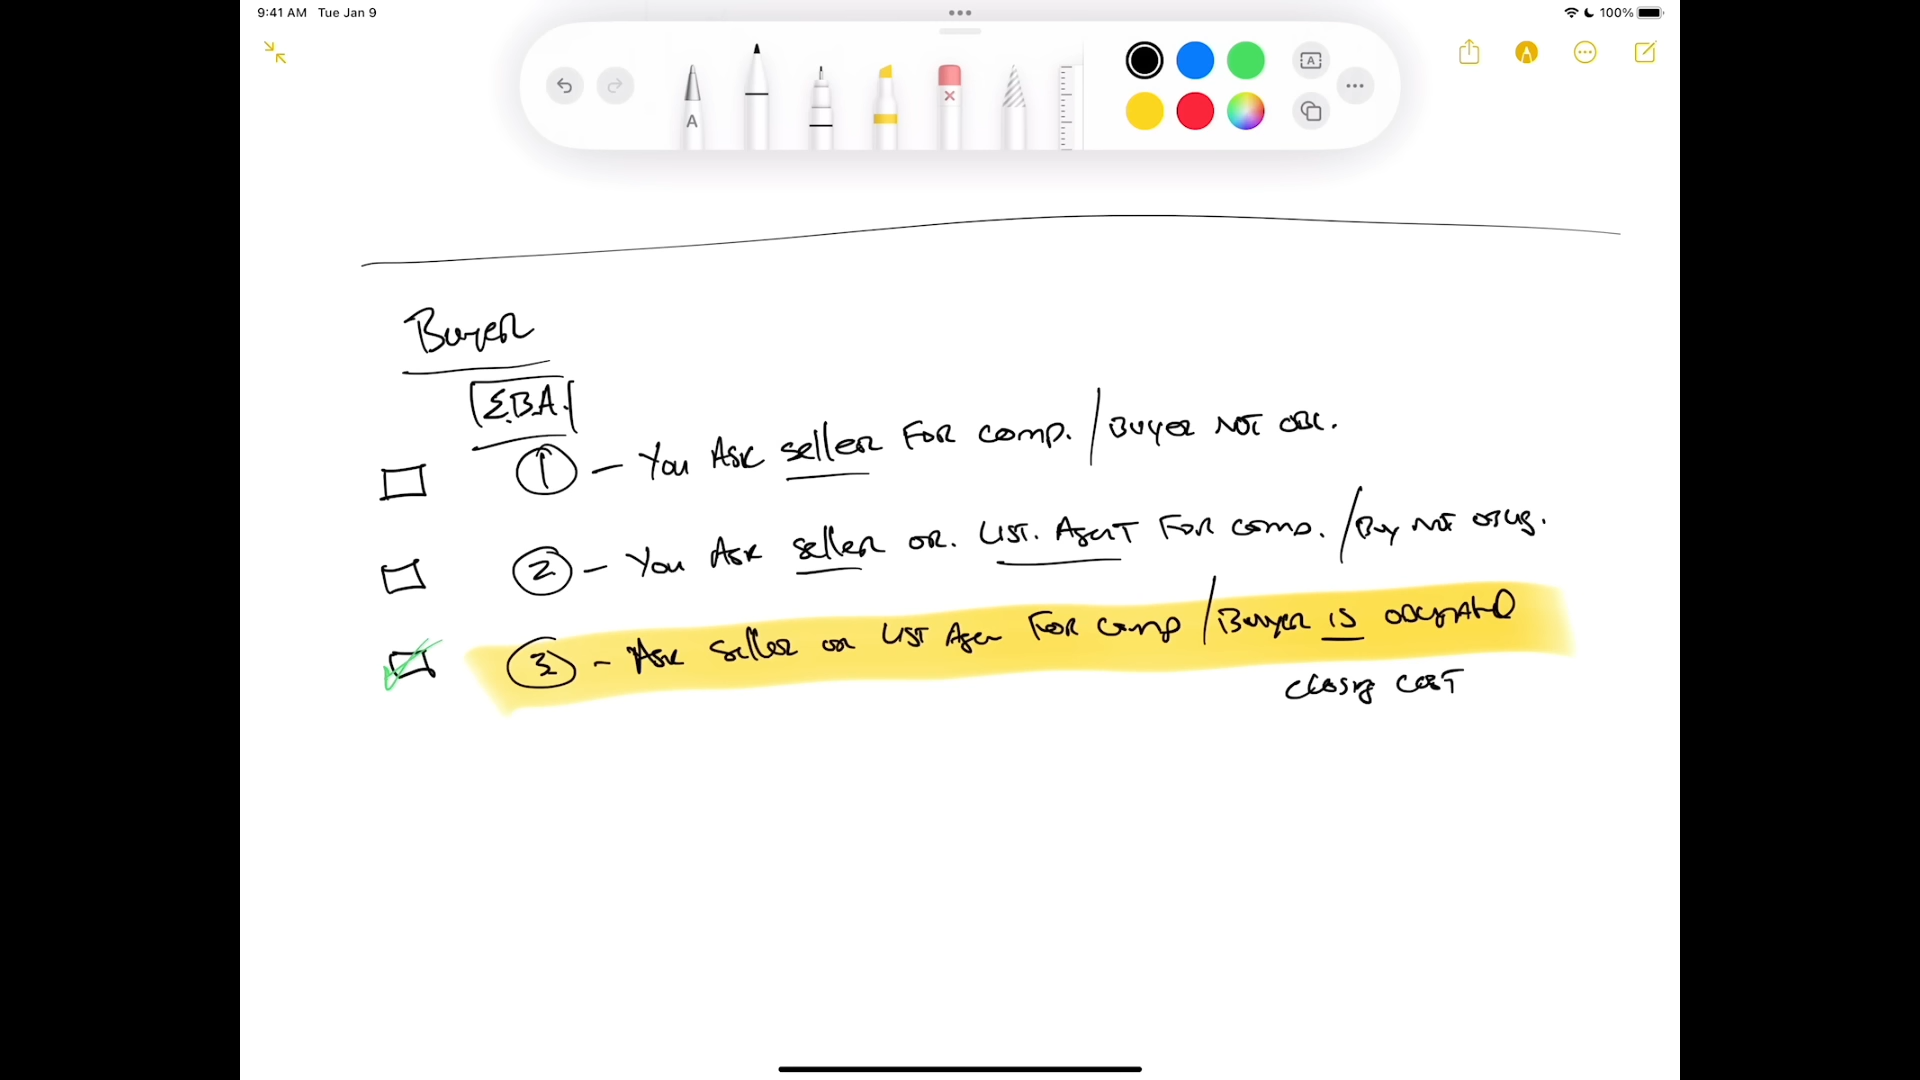 9:41 AM Tue Jan 9
100%
A
A
Buyer
E.B.A.
① – You Ask seller For comp. / Buyer NOT OBL.
② – You Ask seller or. List. Agent For comp. / Buy not oblig.
③ – Ask seller or List Agen For comp / Buyer is obligated
closing cost